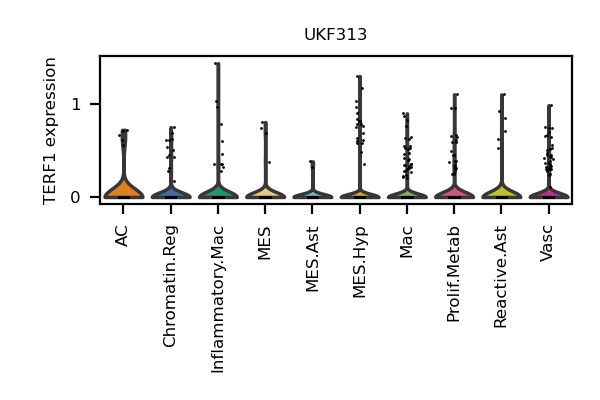 UKF313
TERF1 expression
1
0
AC
Chromatin.Reg
Inflammatory.Mac
MES
MES.Ast
MES.Hyp
Mac
Prolif.Metab
Reactive.Ast
Vasc